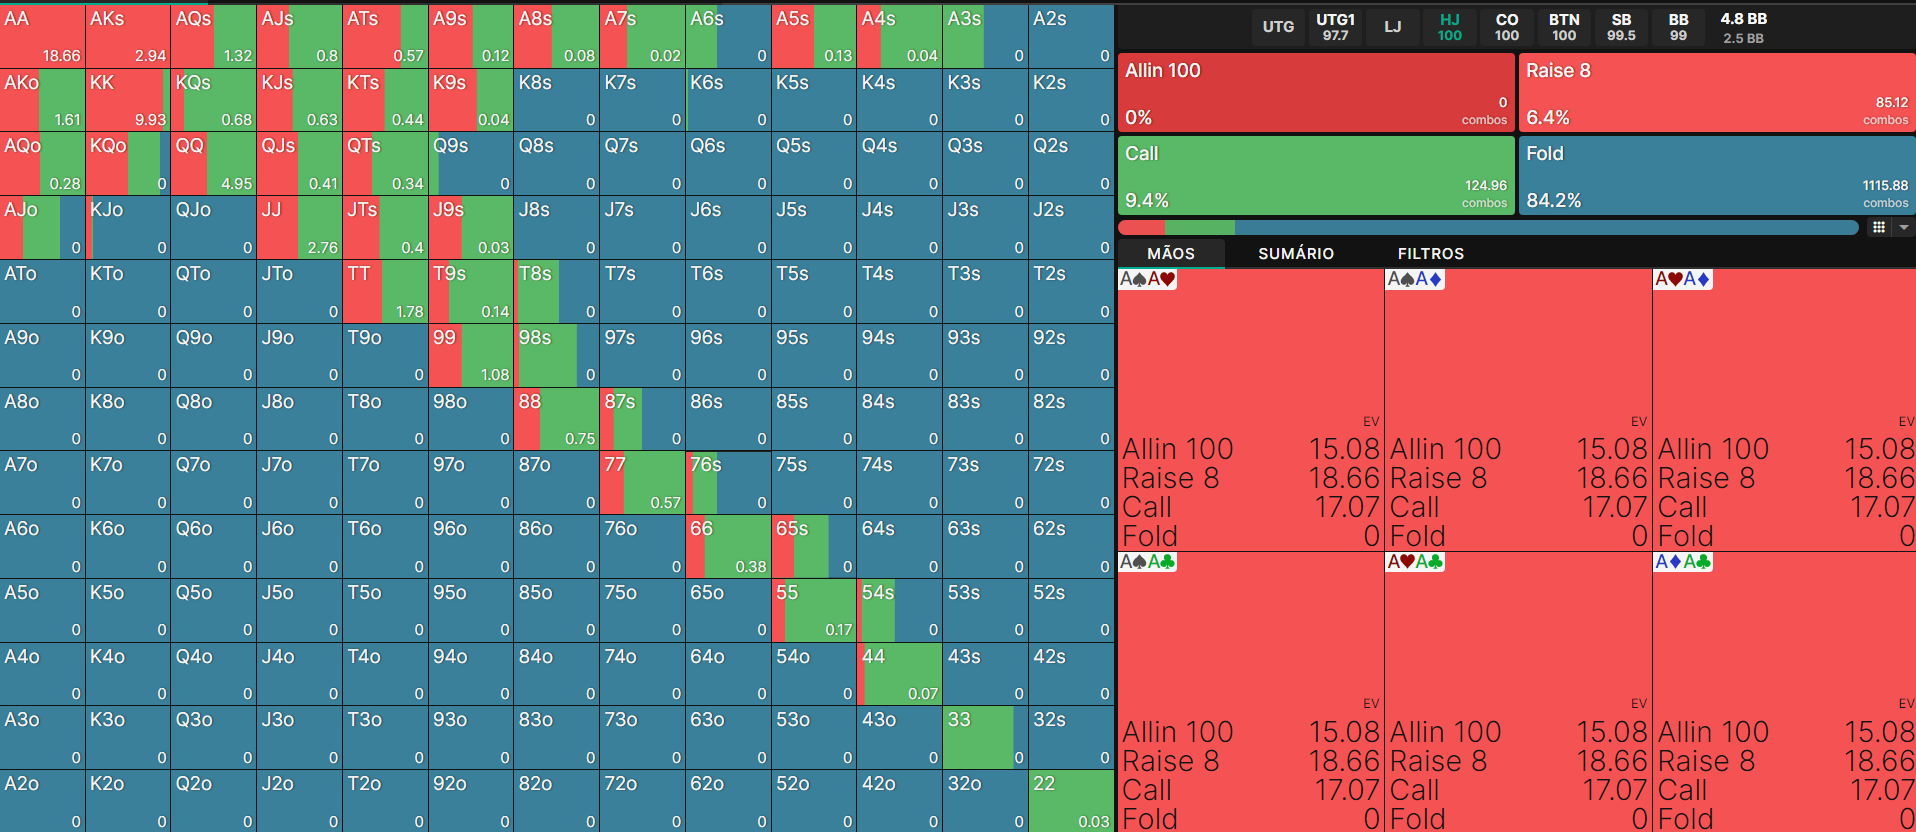 AA AKs AQs AJs ATs A9s A8s A7s A6s A5s A4s A3s A2s
18.66 2.94 1.32 0.8 0.57 0.12 0.08 0.02 0 0.13 0.04 0 0
AKo KK KQs KJs KTs K9s K8s K7s K6s K5s K4s K3s K2s
1.61 9.93 0.68 0.63 0.44 0.04 0 0 0 0 0 0 0
AQo KQo QQ QJs QTs Q9s Q8s Q7s Q6s Q5s Q4s Q3s Q2s
0.28 0 4.95 0.41 0.34 0 0 0 0 0 0 0 0
AJo KJo QJo JJ JTs J9s J8s J7s J6s J5s J4s J3s J2s
0 0 0 2.76 0.4 0.03 0 0 0 0 0 0 0
ATo KTo QTo JTo TT T9s T8s T7s T6s T5s T4s T3s T2s
0 0 0 0 1.78 0.14 0 0 0 0 0 0 0
A9o K9o Q9o J9o T9o 99 98s 97s 96s 95s 94s 93s 92s
0 0 0 0 0 1.08 0 0 0 0 0 0 0
A8o K8o Q8o J8o T8o 98o 88 87s 86s 85s 84s 83s 82s
0 0 0 0 0 0 0.75 0 0 0 0 0 0
A7o K7o Q7o J7o T7o 97o 87o 77 76s 75s 74s 73s 72s
0 0 0 0 0 0 0 0.57 0 0 0 0 0
A6o K6o Q6o J6o T6o 96o 86o 76o 66 65s 64s 63s 62s
0 0 0 0 0 0 0 0 0.38 0 0 0 0
A5o K5o Q5o J5o T5o 95o 85o 75o 65o 55 54s 53s 52s
0 0 0 0 0 0 0 0 0 0.17 0 0 0
A4o K4o Q4o J4o T4o 94o 84o 74o 64o 54o 44 43s 42s
0 0 0 0 0 0 0 0 0 0 0.07 0 0
A3o K3o Q3o J3o T3o 93o 83o 73o 63o 53o 43o 33 32s
0 0 0 0 0 0 0 0 0 0 0 0 0
A2o K2o Q2o J2o T2o 92o 82o 72o 62o 52o 42o 32o 22
0 0 0 0 0 0 0 0 0 0 0 0 0.03
UTG UTG1 LJ HJ CO BTN SB BB 4.8 BB
97.7 100 100 100 99.5 99 2.5 BB
Allin 100 Raise 8
0 85.12
0% combos 6.4% combos
Call Fold
124.96 1115.88
9.4% combos 84.2% combos
MÃOS SUMÁRIO FILTROS
A♠A♥ A♠A♦ A♥A♦
EV EV EV
Allin 100 15.08 Allin 100 15.08 Allin 100 15.08
Raise 8 18.66 Raise 8 18.66 Raise 8 18.66
Call 17.07 Call 17.07 Call 17.07
Fold 0 Fold 0 Fold 0
A♠A♣ A♥A♣ A♦A♣
EV EV EV
Allin 100 15.08 Allin 100 15.08 Allin 100 15.08
Raise 8 18.66 Raise 8 18.66 Raise 8 18.66
Call 17.07 Call 17.07 Call 17.07
Fold 0 Fold 0 Fold 0